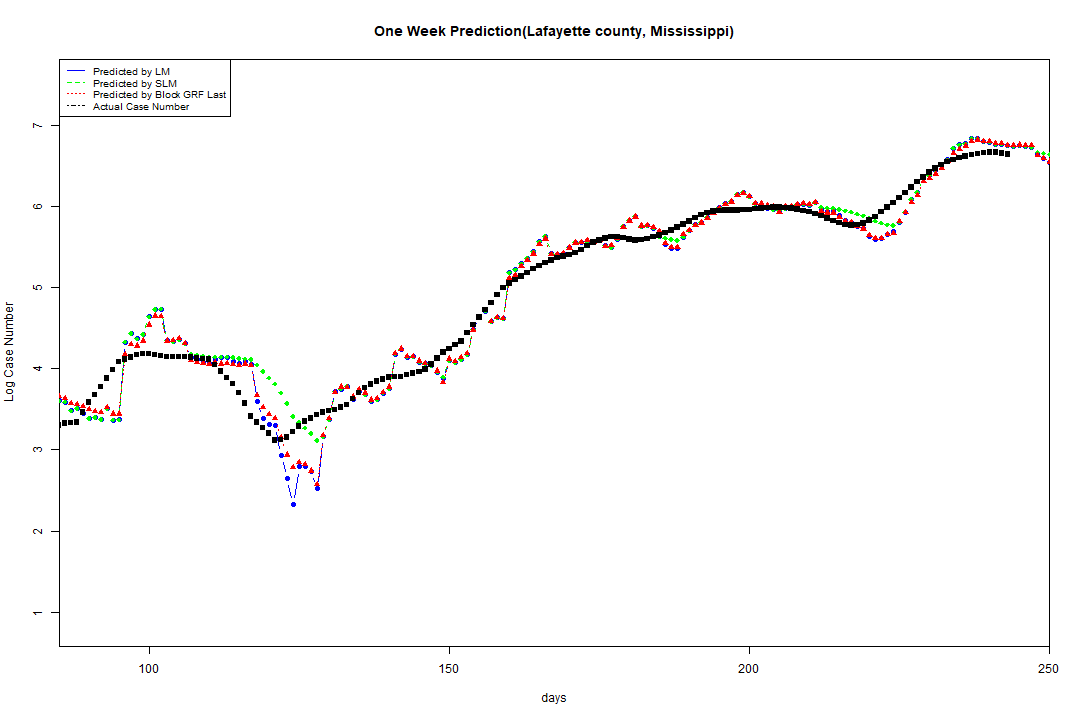 One Week Prediction(Lafayette county, Mississippi)
Predicted by LM
Predicted by SLM
Predicted by Block GRF Last
Actual Case Number
7
6
5
4
3
2
1
Log Case Number
100
150
200
250
days